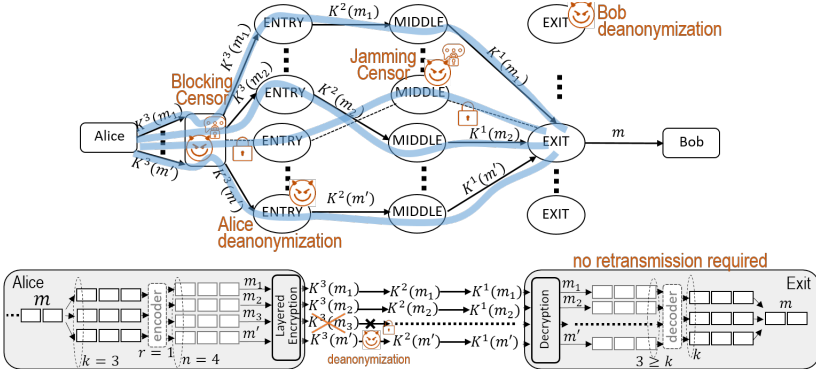 Bob
deanonymization
EXIT
ENTRY
K²(m₁)
MIDDLE
K³(m₁)
K¹(m₁)
Jamming
Censor
Blocking
Censor
K³(m₂)
ENTRY
K²(m₂)
MIDDLE
K³(m₁)
Alice
K³(m')
ENTRY
MIDDLE
K¹(m₂)
EXIT
m
Bob
K³(m')
K¹(m')
Alice
deanonymization
ENTRY
K²(m')
MIDDLE
EXIT
no retransmission required
Alice
m
k = 3
encoder
r = 1
n = 4
m₁
m₂
m₃
m'
Layered
Encryption
K³(m₁)
K²(m₁)
K¹(m₁)
K³(m₂)
K²(m₂)
K¹(m₂)
K³(m₃)
K³(m')
K²(m')
K¹(m')
deanonymization
Decryption
m₁
m₂
m'
3 ≥ k
decoder
k
m
Exit